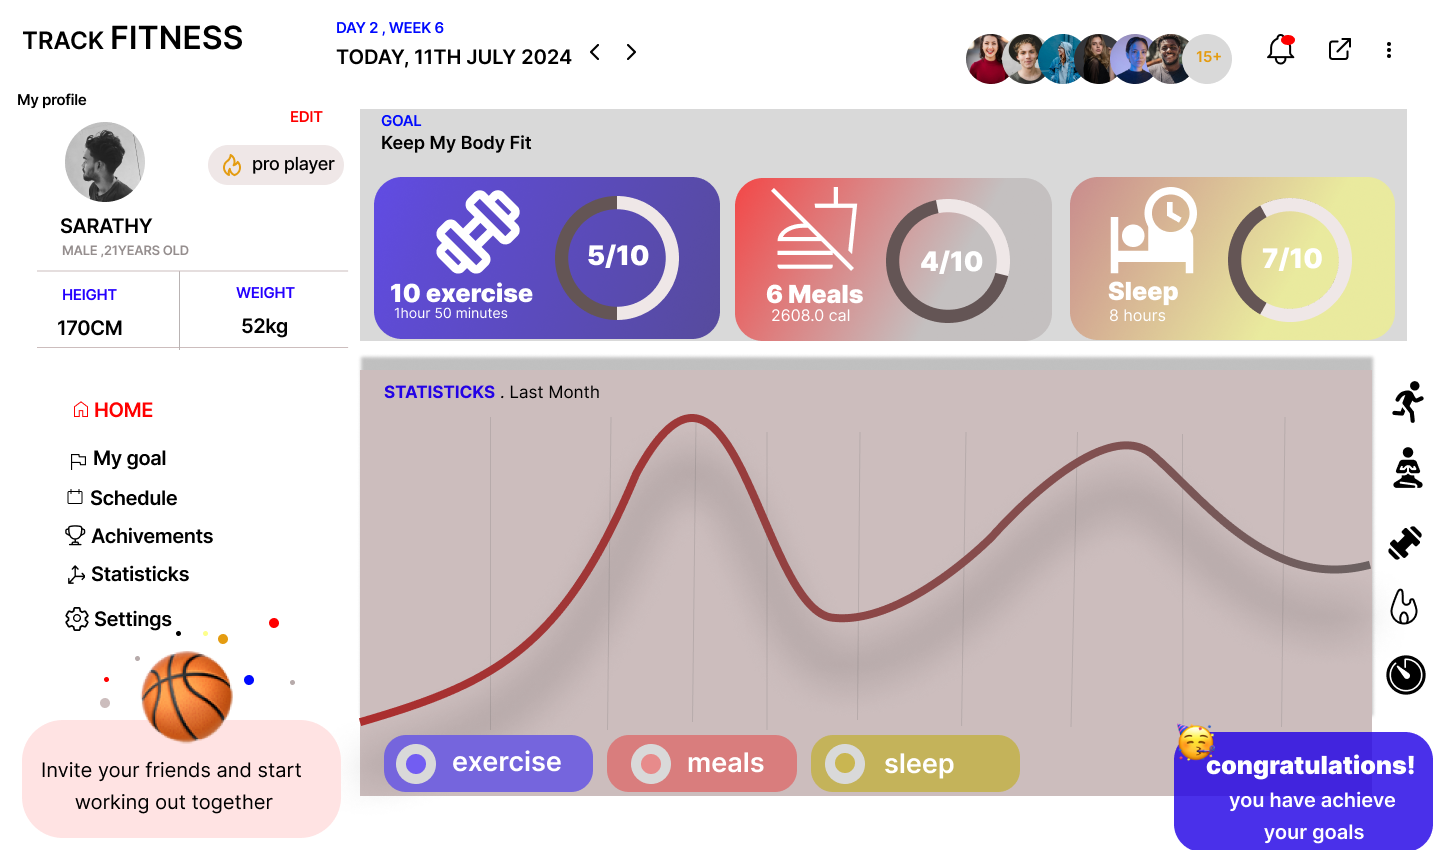 TRACK FITNESS
DAY 2 , WEEK 6
TODAY, 11TH JULY 2024
15+
My profile
EDIT
pro player
SARATHY
MALE ,21YEARS OLD
HEIGHT
170CM
WEIGHT
52kg
HOME
My goal
Schedule
Achivements
Statisticks
Settings
Invite your friends and start
working out together
GOAL
Keep My Body Fit
10 exercise
1hour 50 minutes
5/10
6 Meals
2608.0 cal
4/10
Sleep
8 hours
7/10
STATISTICKS . Last Month
exercise
meals
sleep
congratulations!
you have achieve
your goals